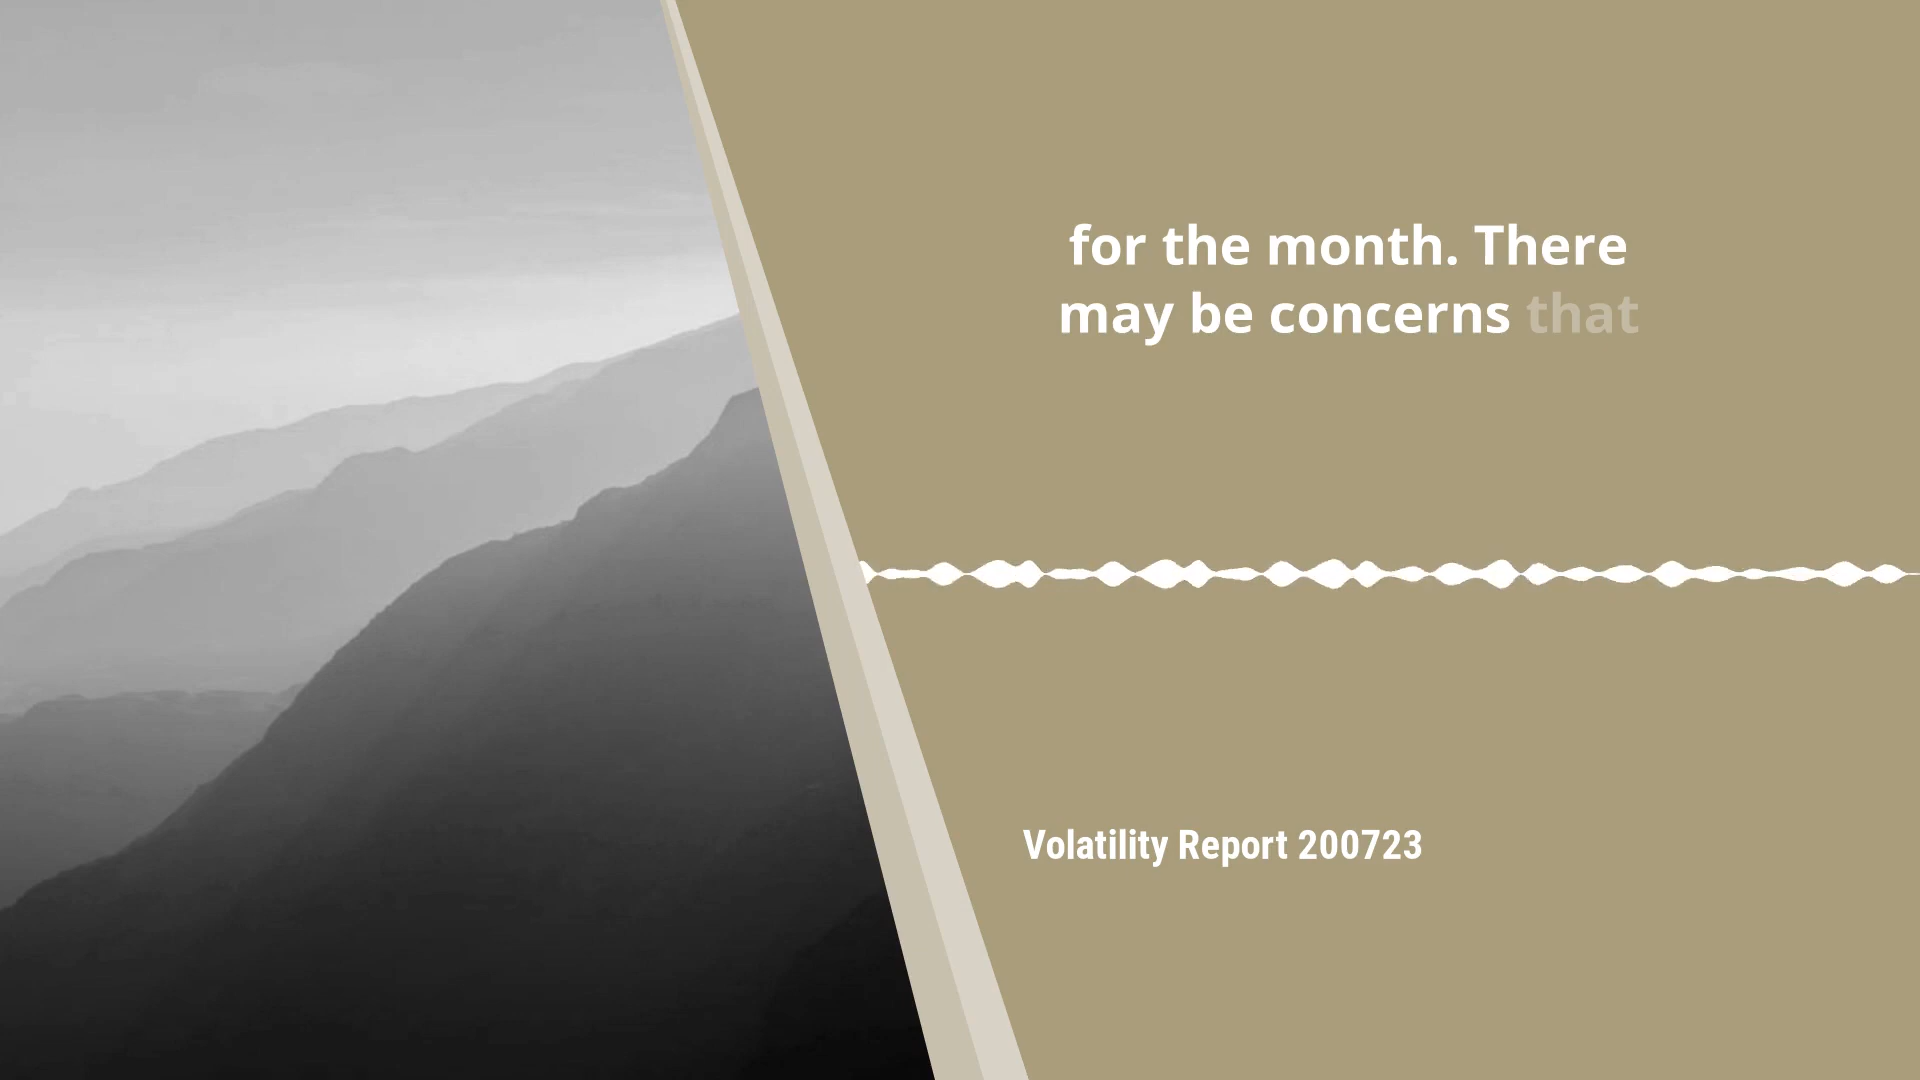 for the month. There
may be concerns that
Volatility Report 200723